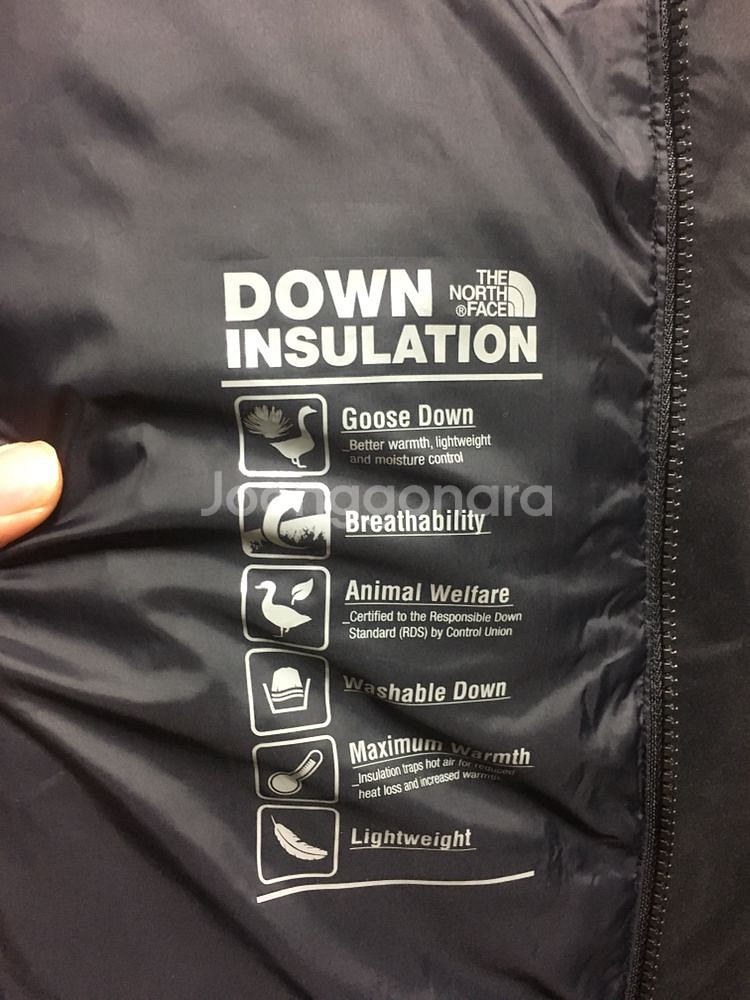 DOWN
THE
NORTH
®FACE
INSULATION
Goose Down
Better warmth, lightweight
and moisture control
Joonggonara
Breathability
Animal Welfare
Certified to the Responsible Down
Standard (RDS) by Control Union
Washable Down
Maximum Warmth
Insulation traps hot air for reduced
heat loss and increased warmth
Lightweight